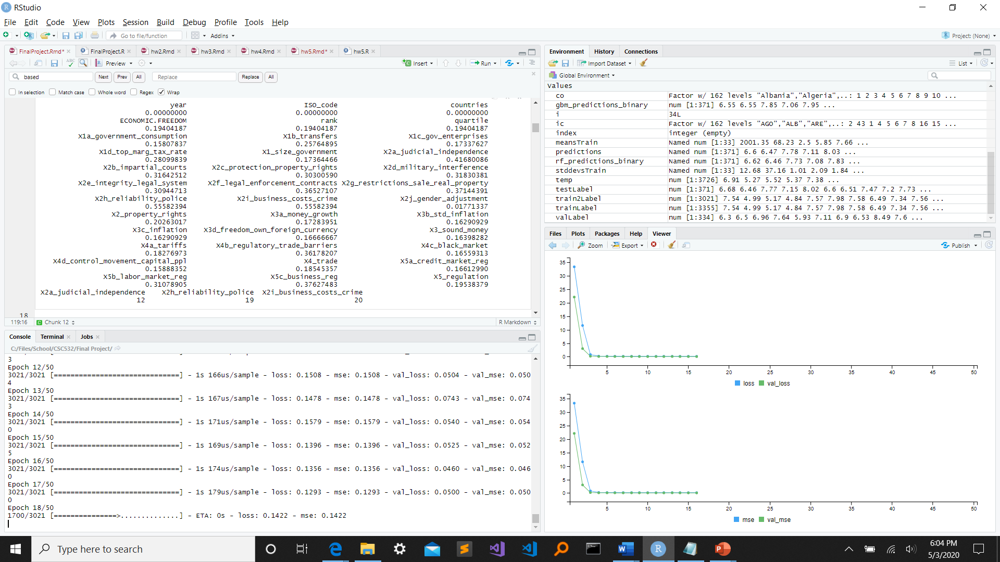 RStudio
File Edit Code View Plots Session Build Debug Profile Tools Help
Go to file/function Addins Project: (None)
FinalProject.Rmd* FinalProject.R hw2.Rmd hw3.Rmd hw4.Rmd hw5.Rmd* hw5.R
ABC Preview Insert Run
based Next Prev All Replace Replace All
In selection Match case Whole word Regex Wrap
year ISO_code countries
0.00000000 0.00000000 0.00000000
ECONOMIC.FREEDOM rank quartile
0.19404187 0.19404187 0.19404187
X1a_government_consumption X1b_transfers X1c_gov_enterprises
0.15807837 0.25764895 0.17337627
X1d_top_marg_tax_rate X1_size_government X2a_judicial_independence
0.28099839 0.17364466 0.41680086
X2b_impartial_courts X2c_protection_property_rights X2d_military_interference
0.31642512 0.30300590 0.31830381
X2e_integrity_legal_system X2f_legal_enforcement_contracts X2g_restrictions_sale_real_property
0.30944713 0.36527107 0.37144391
X2h_reliability_police X2i_business_costs_crime X2j_gender_adjustment
0.55582394 0.55582394 0.01771337
X2_property_rights X3a_money_growth X3b_std_inflation
0.20263017 0.17283951 0.16290929
X3c_inflation X3d_freedom_own_foreign_currency X3_sound_money
0.16290929 0.16666667 0.16398282
X4a_tariffs X4b_regulatory_trade_barriers X4c_black_market
0.18276973 0.36178207 0.16559313
X4d_control_movement_capital_ppl X4_trade X5a_credit_market_reg
0.15888352 0.18545357 0.16612990
X5b_labor_market_reg X5c_business_reg X5_regulation
0.31078905 0.37627483 0.19538379
X2a_judicial_independence X2h_reliability_police X2i_business_costs_crime
12 19 20
18
119:16 Chunk 12 R Markdown
Console Terminal Jobs
C:/Files/School/CSC532/Final Project/
3
Epoch 12/50
3021/3021 [==============================] - 1s 166us/sample - loss: 0.1508 - mse: 0.1508 - val_loss: 0.0504 - val_mse: 0.050
4
Epoch 13/50
3021/3021 [==============================] - 1s 167us/sample - loss: 0.1478 - mse: 0.1478 - val_loss: 0.0743 - val_mse: 0.074
3
Epoch 14/50
3021/3021 [==============================] - 1s 171us/sample - loss: 0.1579 - mse: 0.1579 - val_loss: 0.0540 - val_mse: 0.054
0
Epoch 15/50
3021/3021 [==============================] - 1s 169us/sample - loss: 0.1396 - mse: 0.1396 - val_loss: 0.0525 - val_mse: 0.052
5
Epoch 16/50
3021/3021 [==============================] - 1s 174us/sample - loss: 0.1356 - mse: 0.1356 - val_loss: 0.0460 - val_mse: 0.046
0
Epoch 17/50
3021/3021 [==============================] - 1s 179us/sample - loss: 0.1293 - mse: 0.1293 - val_loss: 0.0500 - val_mse: 0.050
0
Epoch 18/50
1700/3021 [===============>..............] - ETA: 0s - loss: 0.1422 - mse: 0.1422
Environment History Connections
Import Dataset List
Global Environment
Values
co Factor w/ 162 levels "Albania","Algeria",..: 1 2 3 4 5 6 7 8 9 10 ...
gbm_predictions_binary num [1:371] 6.55 6.55 7.85 7.06 7.95 ...
i 34L
ic Factor w/ 162 levels "AGO","ALB","ARE",..: 2 43 1 4 5 6 7 8 16 15 ...
index integer (empty)
meansTrain Named num [1:33] 2001.35 68.23 2.5 5.85 7.66 ...
predictions Named num [1:371] 6.6 6.47 7.78 7.11 8.03 ...
rf_predictions_binary Named num [1:371] 6.62 6.46 7.73 7.08 7.83 ...
stddevsTrain Named num [1:33] 12.68 37.16 1.01 2.09 1.84 ...
temp num [1:3726] 6.91 5.27 5.52 5.37 7.38 ...
testLabel num [1:371] 6.68 6.46 7.77 7.15 8.02 6.6 6.51 7.47 7.2 7.73 ...
train2Label num [1:3021] 7.54 4.99 5.17 4.84 7.57 7.98 7.58 6.49 7.34 7.56 ...
trainLabel num [1:3355] 7.54 4.99 5.17 4.84 7.57 7.98 7.58 6.49 7.34 7.56 ...
valLabel num [1:334] 6.3 6.5 6.96 7.64 5.93 7.11 6.9 6.53 8.49 7.6 ...
Files Plots Packages Help Viewer
Zoom Export Publish
35
30
25
20
15
10
5
0
5 10 15 20 25 30 35 40 45 50
loss val_loss
35
30
25
20
15
10
5
0
5 10 15 20 25 30 35 40 45 50
mse val_mse
Type here to search
6:04 PM
5/3/2020